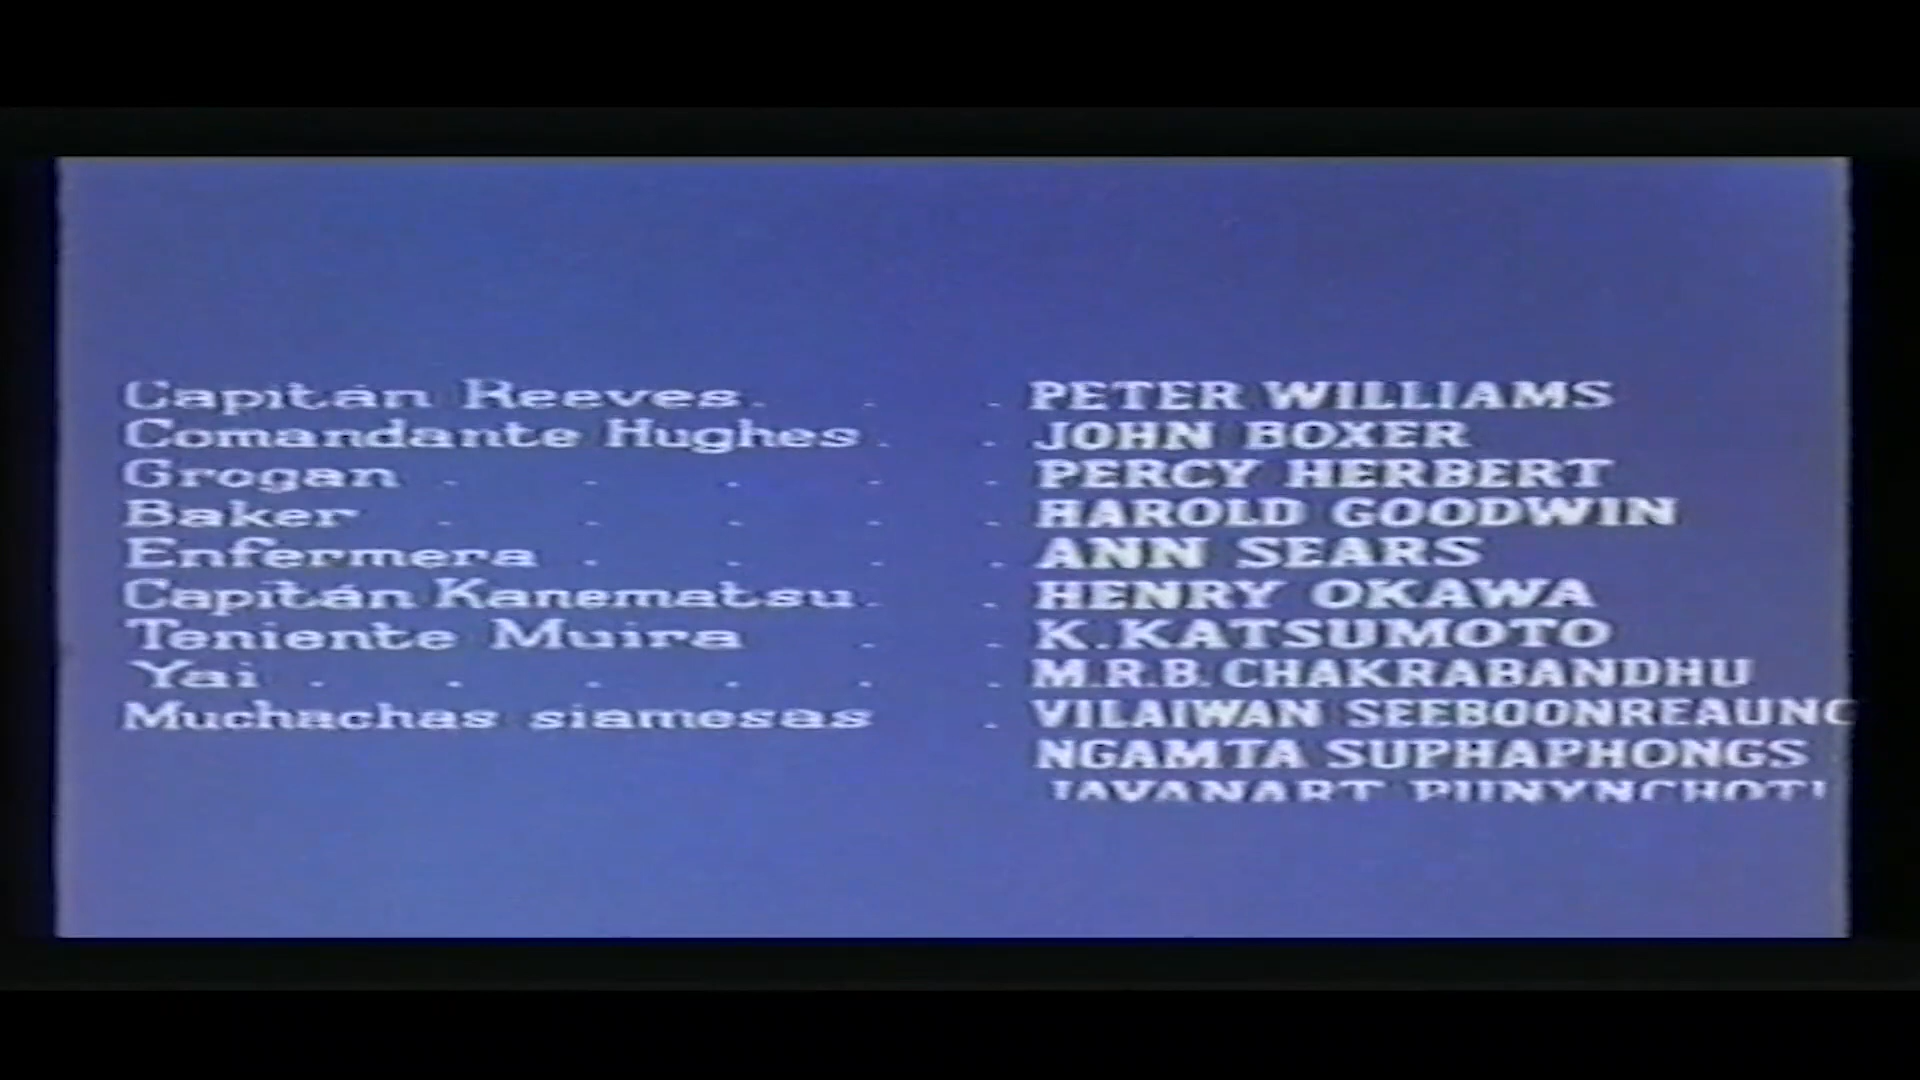 Capitán Reeves. . . PETER WILLIAMS
Comandante Hughes . . JOHN BOXER
Grogan . . . . . PERCY HERBERT
Baker . . . . . HAROLD GOODWIN
Enfermera . . . . ANN SEARS
Capitán Kanematsu . . HENRY OKAWA
Teniente Muira . . K.KATSUMOTO
Yai . . . . . . M.R.B. CHAKRABANDHU
Muchachas siamesas . VILAIWAN SEEBOONREAUNG
NGAMTA SUPHAPHONGS
JAVANART